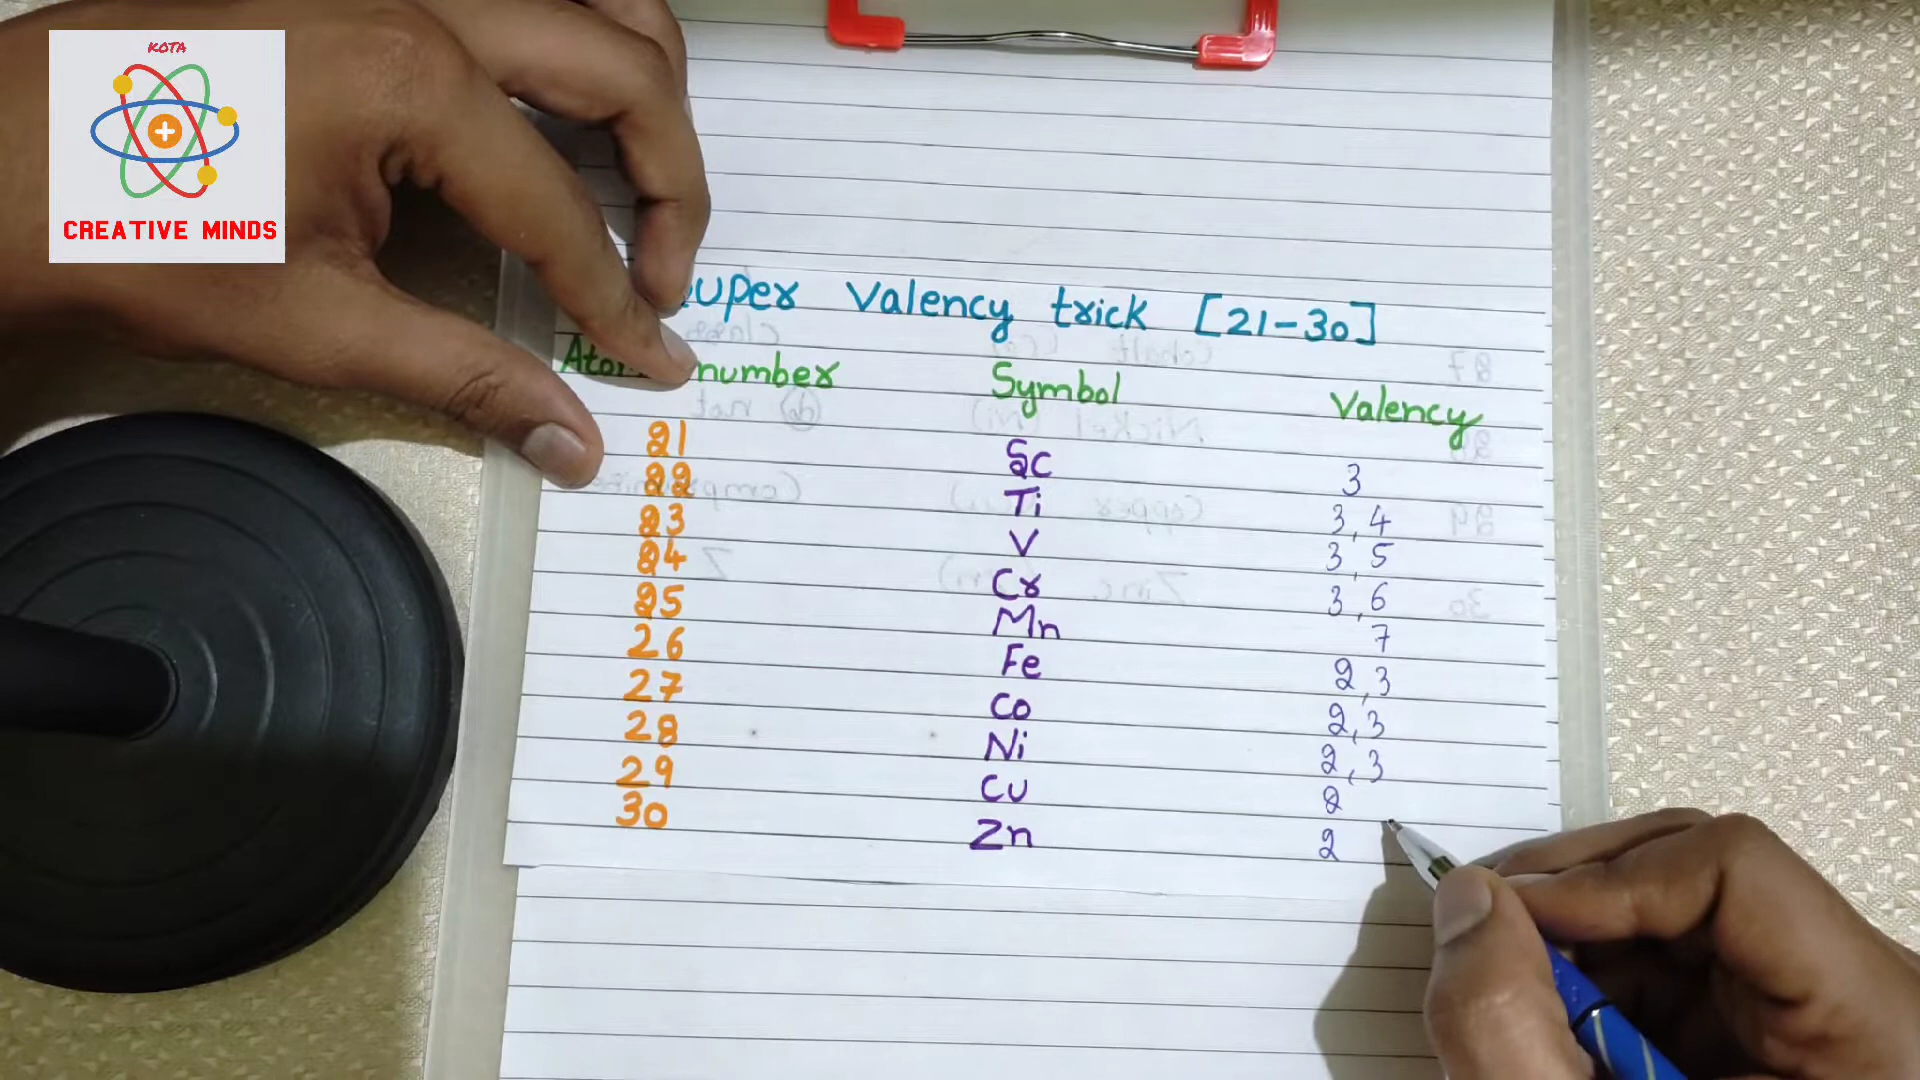 KOTA
CREATIVE MINDS
Super Valency trick [21-30]
number Symbol Valency
21 Sc 3
22 Ti 3,4
23 V 3,5
24 Cr 3,6
25 Mn 7
26 Fe 2,3
27 Co 2,3
28 Ni 2,3
29 Cu 2
30 Zn 2